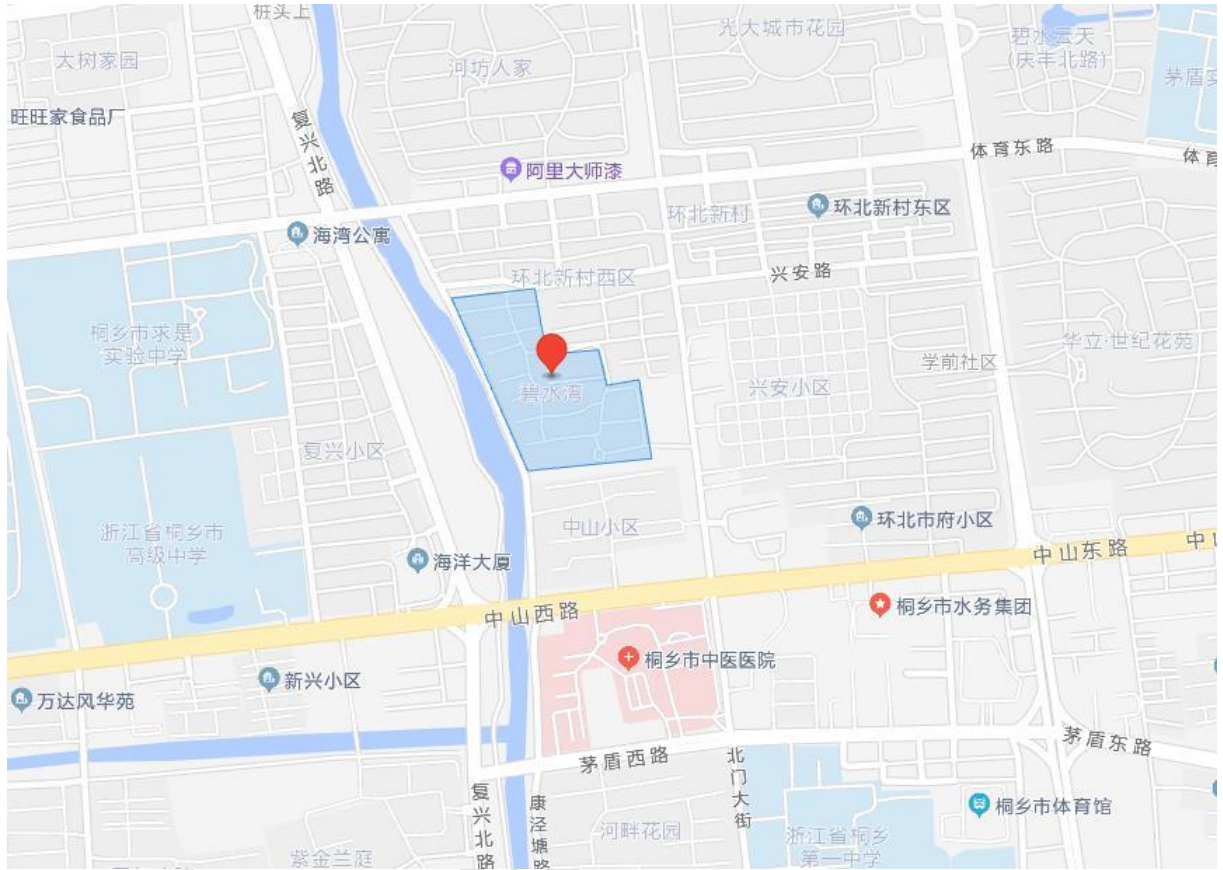 桩头上
光大城市花园
碧水云天
(庆丰北路)
大树家园
河坊人家
旺旺家食品厂
复兴北路
体育东路
阿里大师漆
环北新村
环北新村东区
海湾公寓
环北新村西区
兴安路
桐乡市求是
实验中学
华立·世纪花苑
学前社区
碧水湾
兴安小区
复兴小区
浙江省桐乡市
高级中学
中山小区
环北市府小区
海洋大厦
中山东路
中山西路
桐乡市水务集团
桐乡市中医医院
新兴小区
万达风华苑
茅盾西路
茅盾东路
北门大街
复兴北路
康泾塘路
桐乡市体育馆
河畔花园
浙江省桐乡
第一中学
紫金兰庭